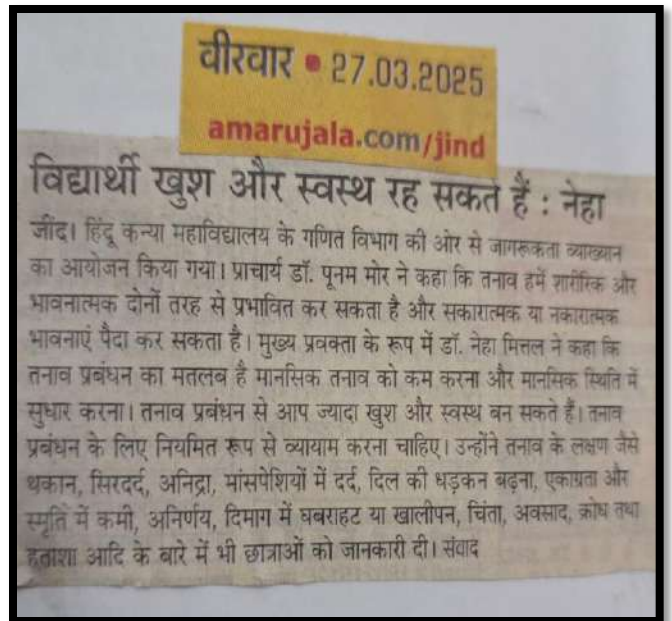 वीरवार • 27.03.2025
amarujala.com/jind
विद्यार्थी खुश और स्वस्थ रह सकते हैं : नेहा
जींद। हिंदू कन्या महाविद्यालय के गणित विभाग की ओर से जागरूकता व्याख्यान
का आयोजन किया गया। प्राचार्य डॉ. पूनम मोर ने कहा कि तनाव हमें शारीरिक और
भावनात्मक दोनों तरह से प्रभावित कर सकता है और सकारात्मक या नकारात्मक
भावनाएं पैदा कर सकता है। मुख्य प्रवक्ता के रूप में डॉ. नेहा मित्तल ने कहा कि
तनाव प्रबंधन का मतलब है मानसिक तनाव को कम करना और मानसिक स्थिति में
सुधार करना। तनाव प्रबंधन से आप ज्यादा खुश और स्वस्थ बन सकते हैं। तनाव
प्रबंधन के लिए नियमित रूप से व्यायाम करना चाहिए। उन्होंने तनाव के लक्षण जैसे
थकान, सिरदर्द, अनिद्रा, मांसपेशियों में दर्द, दिल की धड़कन बढ़ना, एकाग्रता और
स्मृति में कमी, अनिर्णय, दिमाग में घबराहट या खालीपन, चिंता, अवसाद, क्रोध तथा
हताशा आदि के बारे में भी छात्राओं को जानकारी दी। संवाद